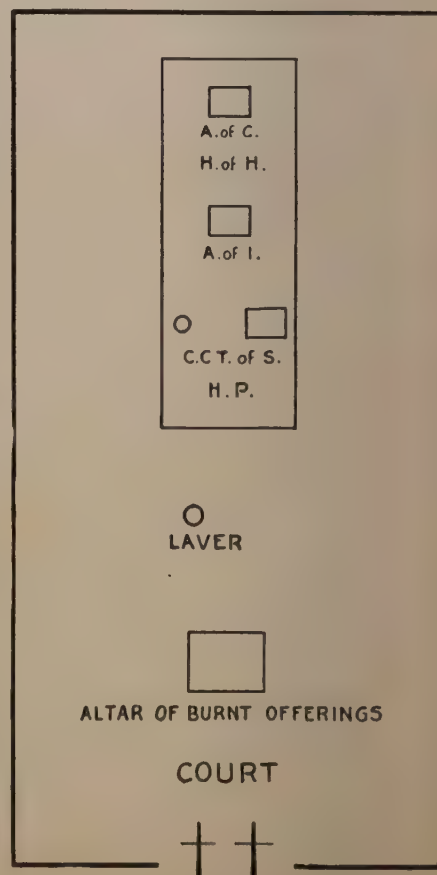 A. of C.
H. of H.
A. of I.
C.C T. of S.
H.P.
LAVER
ALTAR OF BURNT OFFERINGS
COURT